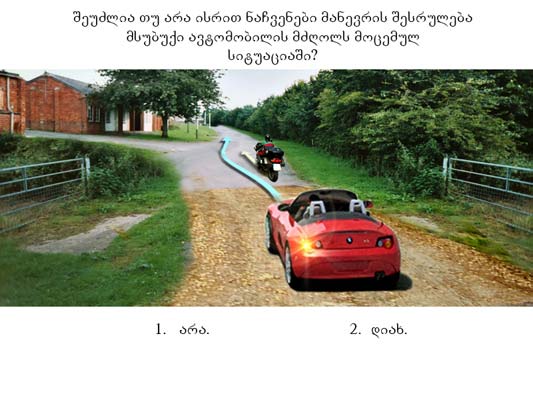 შეუძლია თუ არა ისრით ნაჩვენები მანევრის შესრულება
მსუბუქი ავტომობილის მძღოლს მოცემულ
სიტუაციაში?
1. არა.
2. დიახ.